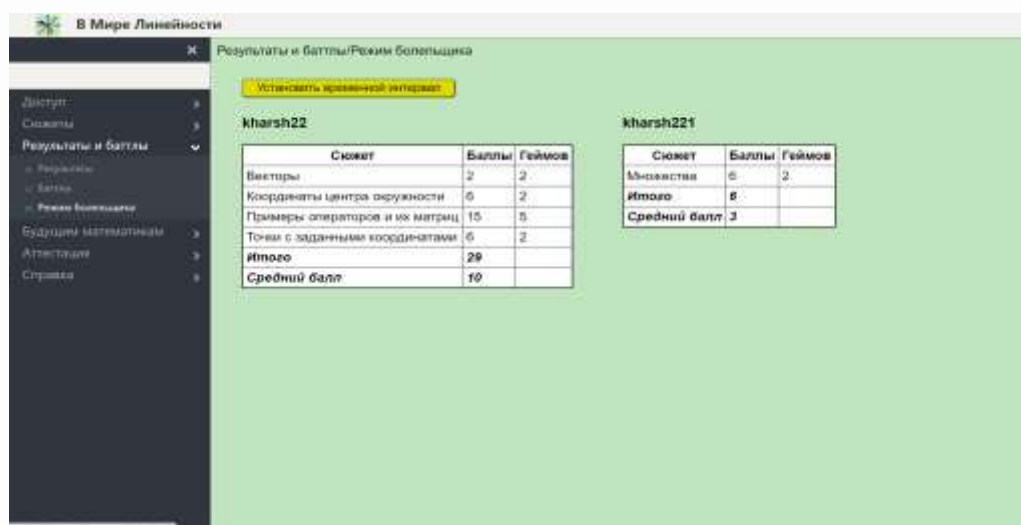 В Мире Линейности
Результаты и баттлы/Режим болельщика
Установить временной интервал
Доступ
Сюжеты
Результаты и баттлы
Результаты
Баттлы
Режим болельщика
Будущим математикам
Аттестация
Справка
kharsh22
Сюжет Баллы Геймов
Векторы 2 2
Координаты центра окружности 6 2
Примеры операторов и их матриц 15 5
Точки с заданными координатами 6 2
Итого 29
Средний балл 10
kharsh221
Сюжет Баллы Геймов
Множества 6 2
Итого 6
Средний балл 3